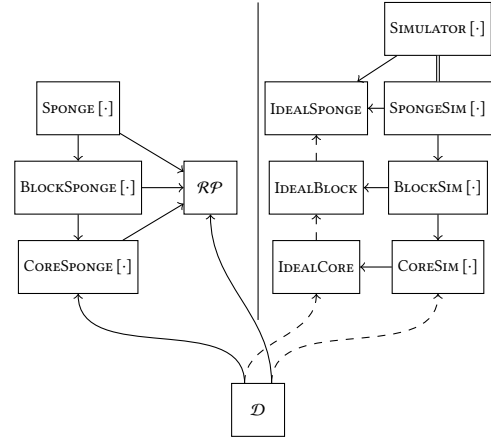 SIMULATOR [·]
SPONGE [·]
IDEALSPONGE
SPONGESIM [·]
BLOCKSPONGE [·]
RP
IDEALBLOCK
BLOCKSIM [·]
CORESPONGE [·]
IDEALCORE
CORESIM [·]
D